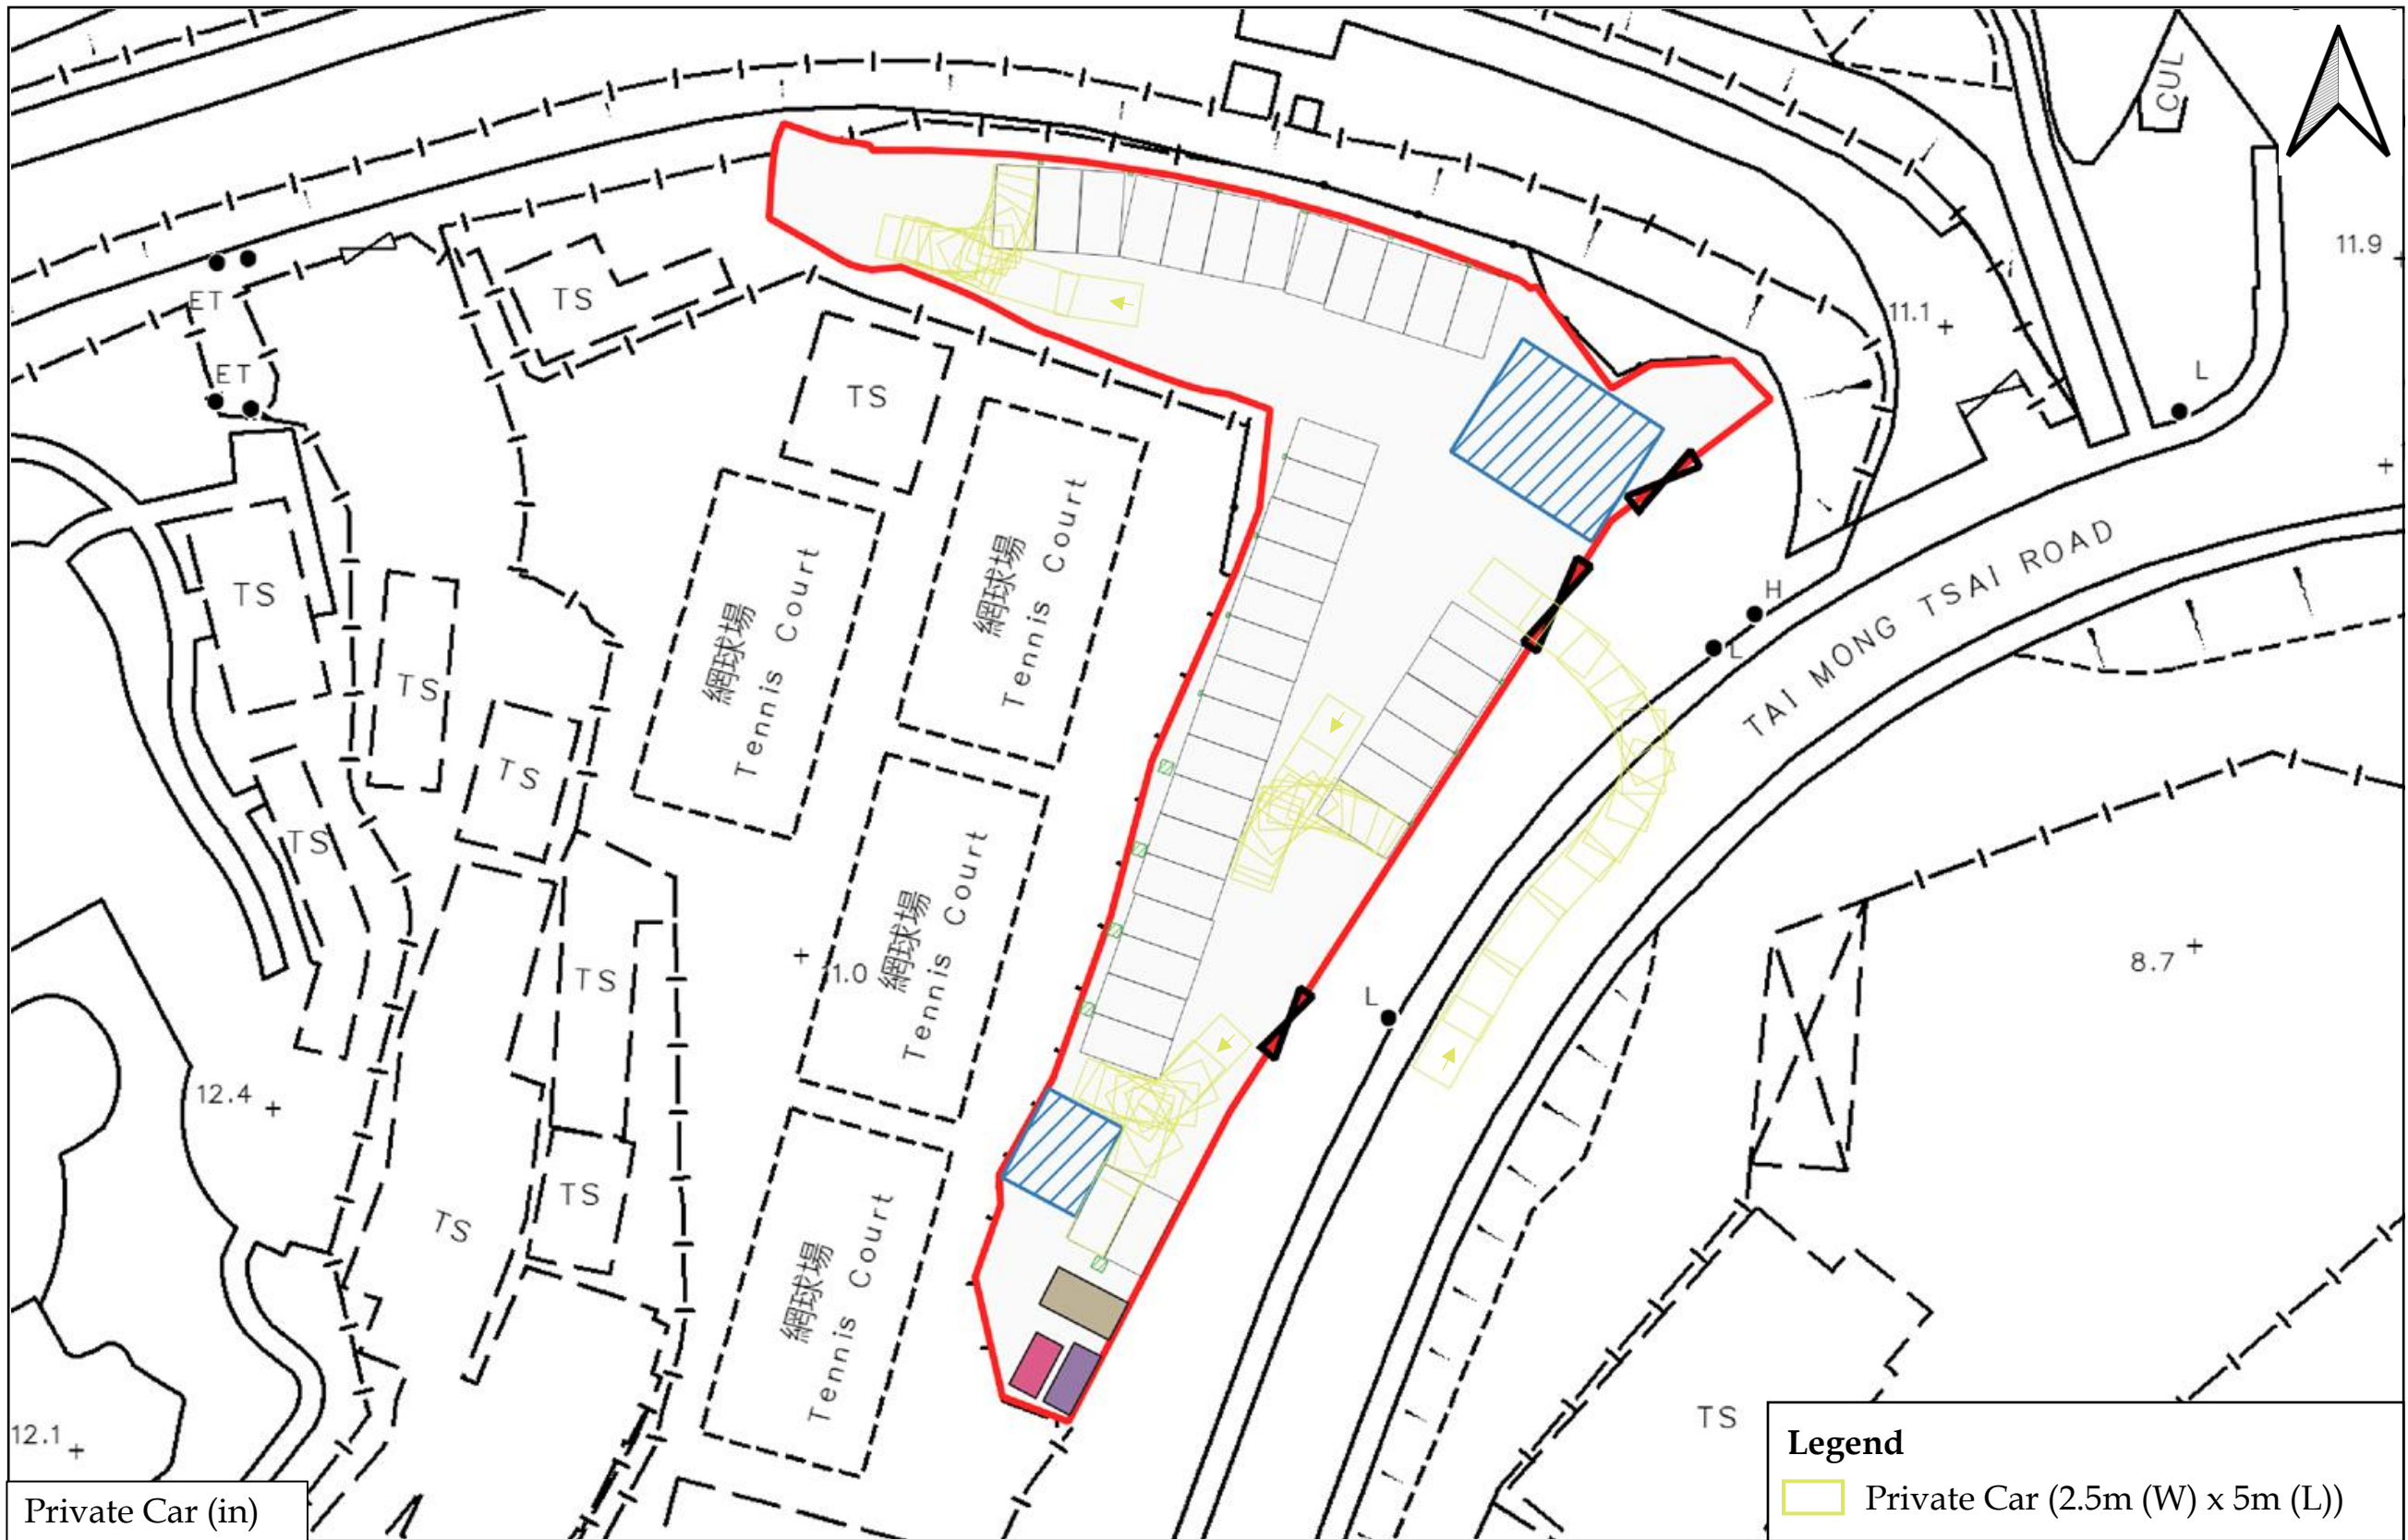 CUL
11.9
ET
TS
11.1
L
ET
TS
網球場
Tennis Court
網球場
Tennis Court
TS
TS
H
L
TAI MONG TSAI ROAD
TS
TS
網球場
Tennis Court
TS
11.0
L
8.7
12.4
TS
TS
網球場
Tennis Court
12.1
TS
Legend
Private Car (2.5m (W) x 5m (L))
Private Car (in)